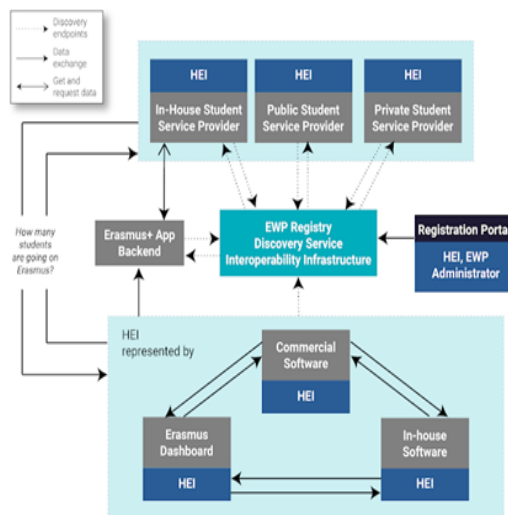 Discovery
endpoints
Data
exchange
Get and
request data
HEI
In-House Student
Service Provider
HEI
Public Student
Service Provider
HEI
Private Student
Service Provider
How many
students
are going on
Erasmus?
Erasmus+ App
Backend
EWP Registry
Discovery Service
Interoperability Infrastructure
Registration Portal
HEI, EWP
Administrator
HEI
represented by
Commercial
Software
HEI
Erasmus
Dashboard
HEI
In-house
Software
HEI